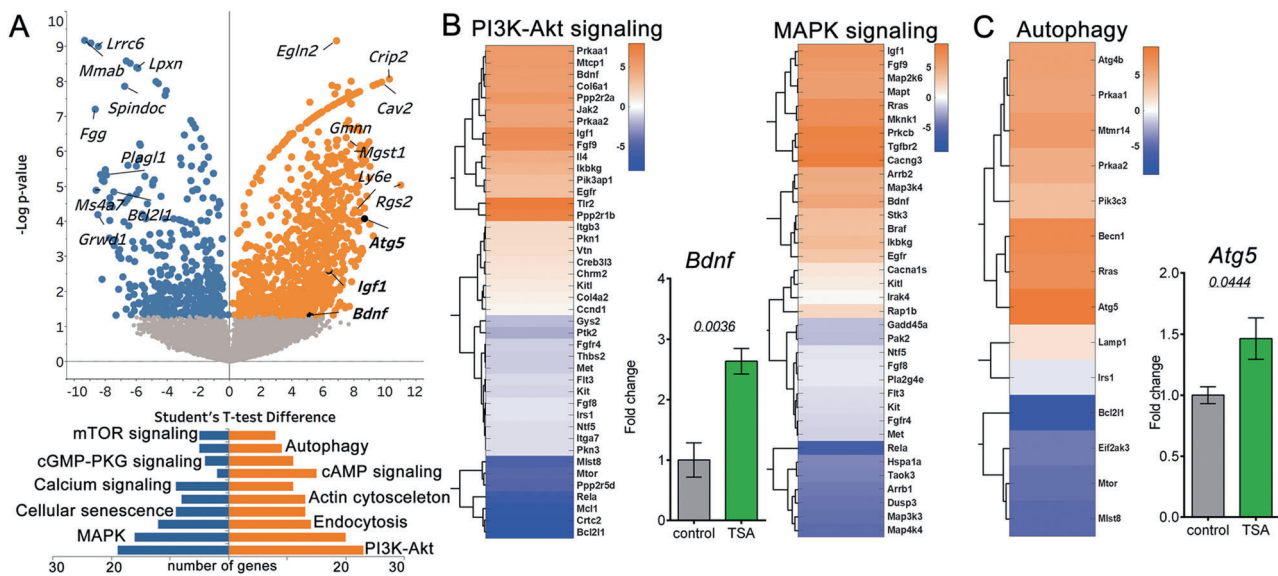 A
-Log p-value
10
9
8
7
6
5
4
3
2
1
0
Lrrc6
Mmab
Lpxn
Spindoc
Fgg
Plagl1
Ms4a7
Bcl2l1
Grwd1
Egln2
Crip2
Cav2
Gmnn
Mgst1
Ly6e
Rgs2
Atg5
Igf1
Bdnf
-10 -8 -6 -4 -2 0 2 4 6 8 10 12
Student's T-test Difference
mTOR signaling
Autophagy
cGMP-PKG signaling
cAMP signaling
Calcium signaling
Actin cytosceleton
Cellular senescence
Endocytosis
MAPK
PI3K-Akt
30 20 number of genes 20 30
B
PI3K-Akt signaling
Prkaa1
Mtcp1
Bdnf
Col6a1
Ppp2r2a
Jak2
Prkaa2
Igf1
Fgf9
Il4
Ikbkg
Pik3ap1
Egfr
Tlr2
Ppp2r1b
Itgb3
Pkn1
Vtn
Creb3l3
Chrm2
Kitl
Col4a2
Ccnd1
Gys2
Ptk2
Fgfr4
Thbs2
Met
Flt3
Kit
Fgf8
Irs1
Ntf5
Itga7
Pkn3
Mlst8
Mtor
Ppp2r5d
Rela
Mcl1
Crtc2
Bcl2l1
5
0
-5
Bdnf
0.0036
Fold change
4
3
2
1
0
control TSA
MAPK signaling
Igf1
Fgf9
Map2k6
Mapt
Rras
Mknk1
Prkcb
Tgfbr2
Cacng3
Arrb2
Map3k4
Bdnf
Stk3
Braf
Ikbkg
Egfr
Cacna1s
Kitl
Irak4
Rap1b
Gadd45a
Pak2
Ntf5
Fgf8
Pla2g4e
Flt3
Kit
Fgfr4
Met
Rela
Hspa1a
Taok3
Arrb1
Dusp3
Map3k3
Map4k4
5
0
-5
C
Autophagy
Atg4b
Prkaa1
Mtmr14
Prkaa2
Pik3c3
Becn1
Rras
Atg5
Lamp1
Irs1
Bcl2l1
Eif2ak3
Mtor
Mlst8
5
0
-5
Atg5
0.0444
Fold change
2.0
1.5
1.0
0.5
0.0
control TSA